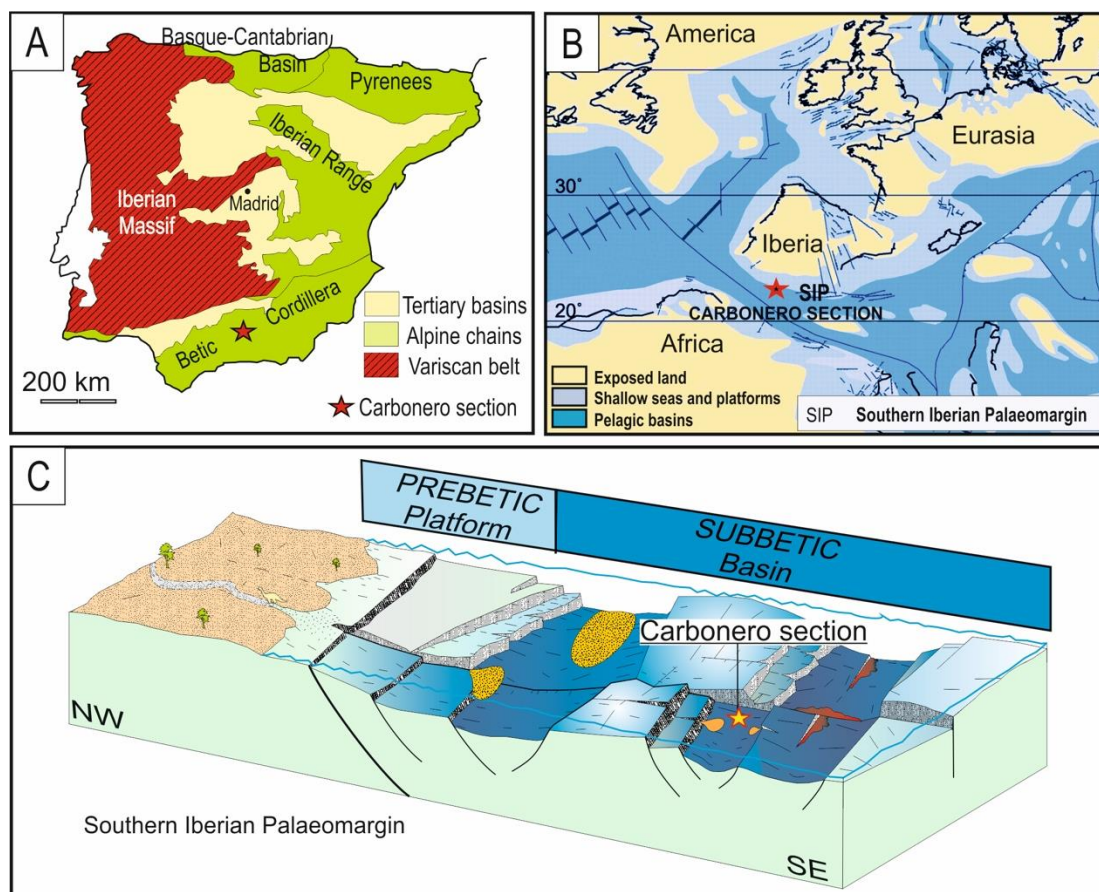 A
Basque-Cantabrian
Basin
Pyrenees
Iberian Range
Iberian
Massif
Madrid
Betic Cordillera
Tertiary basins
Alpine chains
Variscan belt
200 km
Carbonero section
B
America
Eurasia
30°
Iberia
SIP
CARBONERO SECTION
20°
Africa
Exposed land
Shallow seas and platforms
Pelagic basins
SIP Southern Iberian Palaeomargin
C
PREBETIC
Platform
SUBBETIC
Basin
Carbonero section
NW
Southern Iberian Palaeomargin
SE